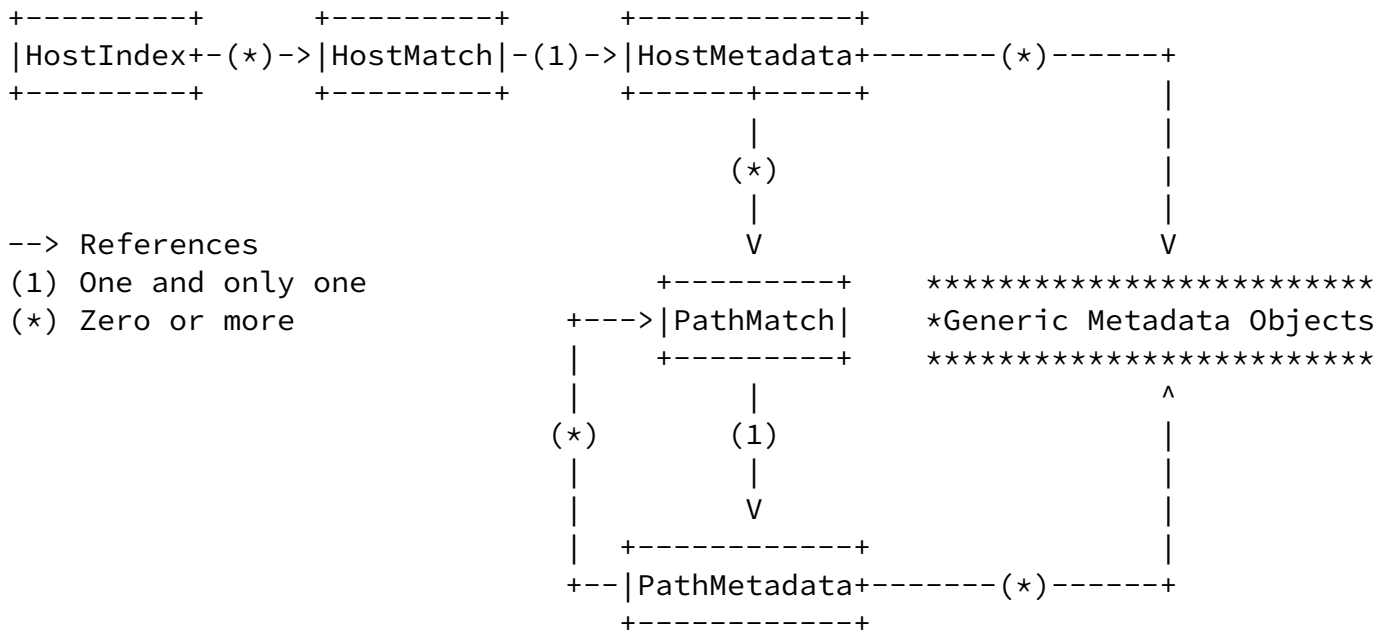 +---------+      +---------+      +------------+
|HostIndex+-(*)->|HostMatch|-(1)->|HostMetadata+-------(*)------+
+---------+      +---------+      +------+-----+                |
                                         |                      |
                                        (*)                     |
                                         |                      |
--> References                           V                      V
(1) One and only one                +---------+    *************************
(*) Zero or more               +--->|PathMatch|    *Generic Metadata Objects
                               |    +---------+    *************************
                               |         |                      ^
                              (*)       (1)                     |
                               |         |                      |
                               |         V                      |
                               |  +------------+                |
                               +--|PathMetadata+-------(*)------+
                                  +------------+